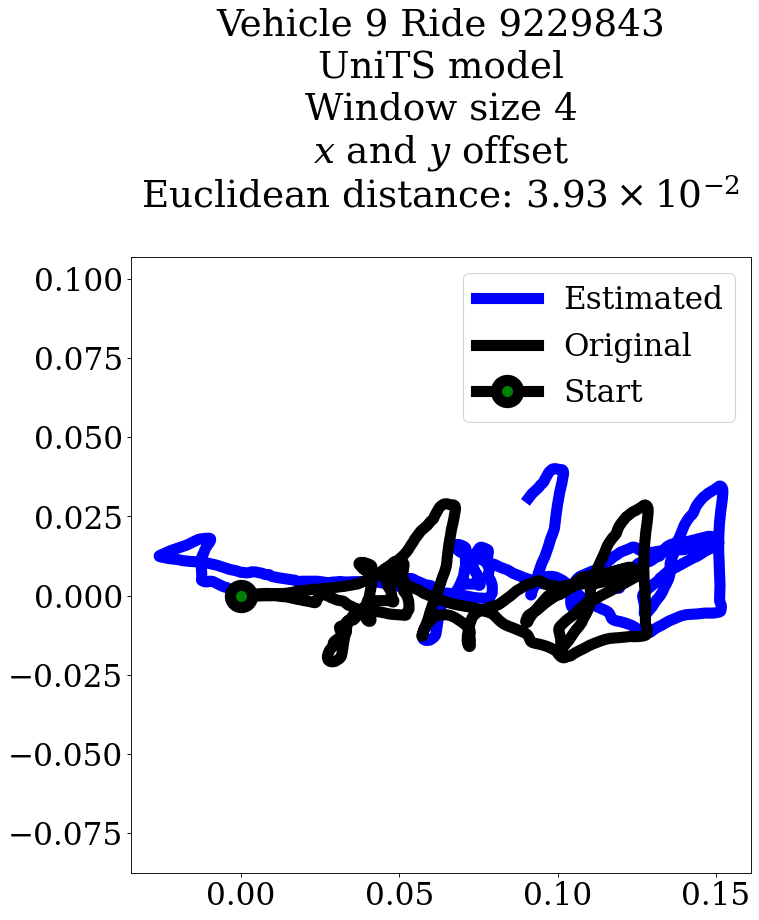 Vehicle 9 Ride 9229843
UniTS model
Window size 4
x and y offset
Euclidean distance: 3.93 × 10⁻²
Estimated
Original
Start
0.100
0.075
0.050
0.025
0.000
−0.025
−0.050
−0.075
0.00 0.05 0.10 0.15